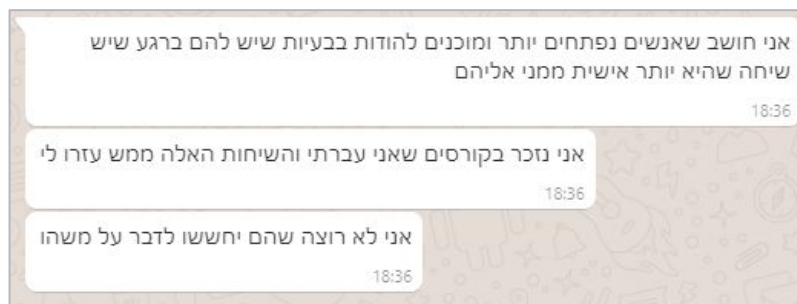 אני חושב שאנשים נפתחים יותר ומוכנים להודות בבעיות שיש להם ברגע שיש
שיחה שהיא יותר אישית ממני אליהם
18:36
אני נזכר בקורסים שאני עברתי והשיחות האלה ממש עזרו לי
18:36
אני לא רוצה שהם יחששו לדבר על משהו
18:36